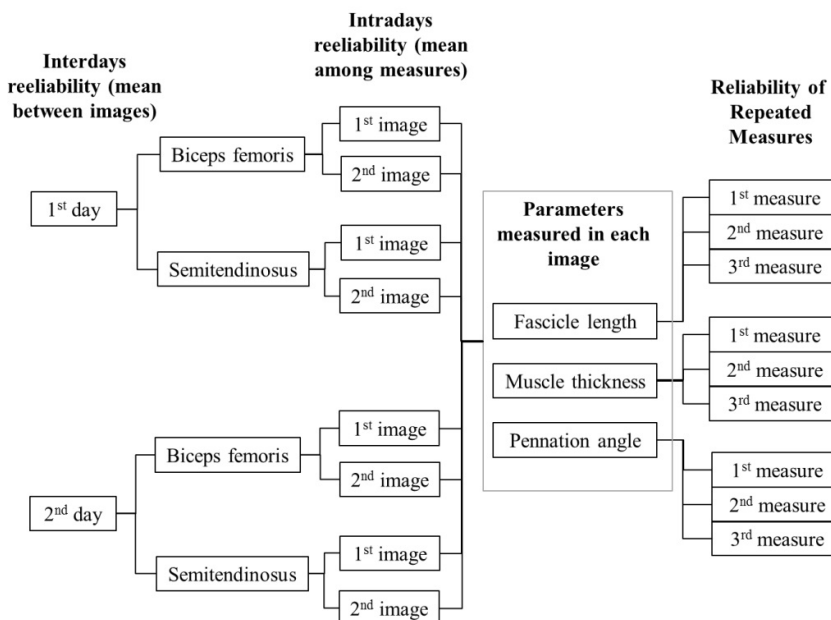 Interdays
reeliability (mean
between images)
Intradays
reeliability (mean
among measures)
Reliability of
Repeated
Measures
1st day
Biceps femoris
1st image
2nd image
Semitendinosus
1st image
2nd image
2nd day
Biceps femoris
1st image
2nd image
Semitendinosus
1st image
2nd image
Parameters
measured in each
image
Fascicle length
Muscle thickness
Pennation angle
1st measure
2nd measure
3rd measure
1st measure
2nd measure
3rd measure
1st measure
2nd measure
3rd measure